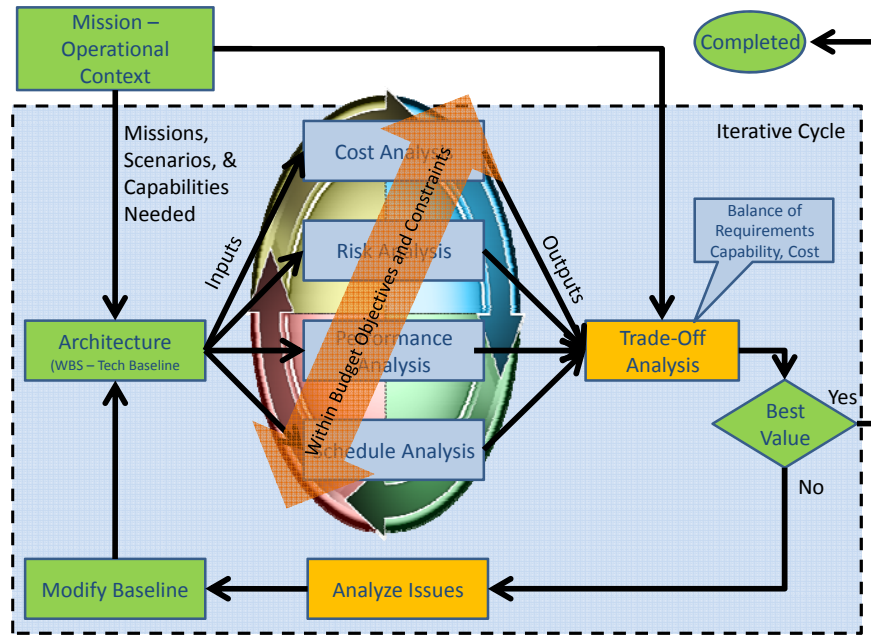 Mission –
Operational
Context
Completed
Missions,
Scenarios, &
Capabilities
Needed
Iterative Cycle
Cost Analysis
Risk Analysis
Performance
Analysis
Schedule Analysis
Within Budget Objectives and Constraints
Inputs
Outputs
Balance of
Requirements
Capability, Cost
Architecture
(WBS – Tech Baseline
Trade-Off
Analysis
Best
Value
Yes
No
Modify Baseline
Analyze Issues